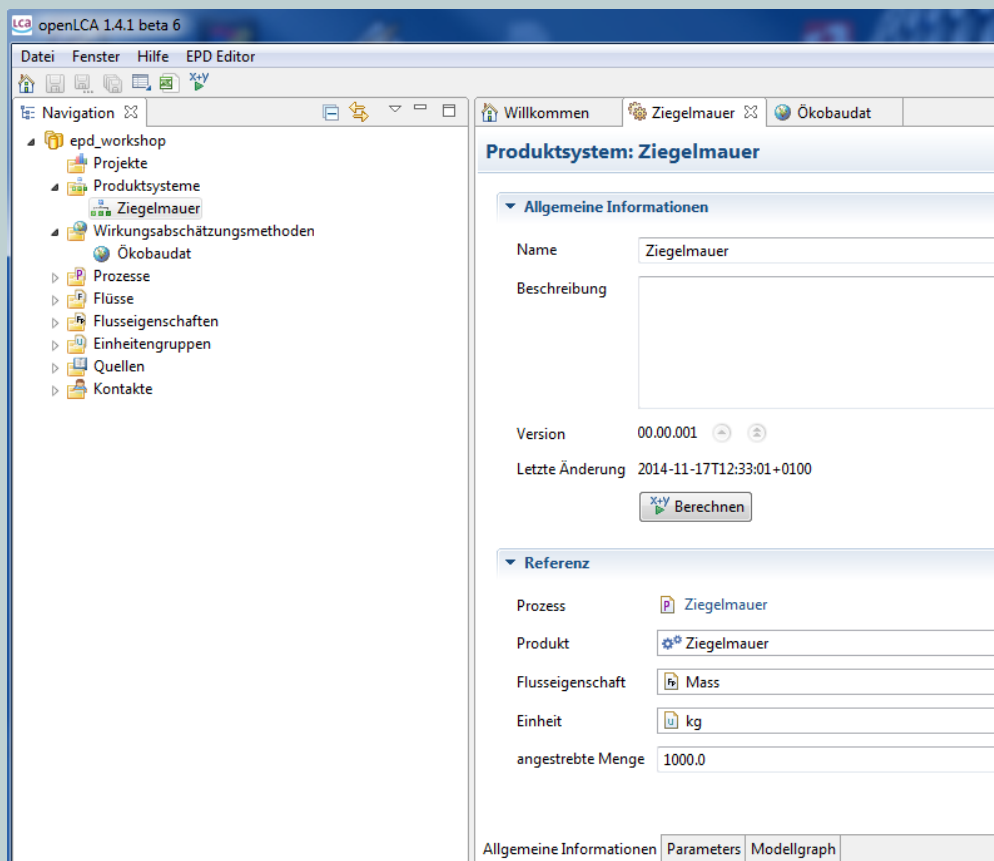 LCA openLCA 1.4.1 beta 6
Datei Fenster Hilfe EPD Editor
X+Y
Navigation
epd_workshop
Projekte
Produktsysteme
Ziegelmauer
Wirkungsabschätzungsmethoden
Ökobaudat
P Prozesse
F Flüsse
Fp Flusseigenschaften
u Einheitengruppen
Quellen
Kontakte
Willkommen Ziegelmauer Ökobaudat
Produktsystem: Ziegelmauer
Allgemeine Informationen
Name Ziegelmauer
Beschreibung
Version 00.00.001
Letzte Änderung 2014-11-17T12:33:01+0100
X+Y Berechnen
Referenz
Prozess P Ziegelmauer
Produkt Ziegelmauer
Flusseigenschaft Fp Mass
Einheit u kg
angestrebte Menge 1000.0
Allgemeine Informationen Parameters Modellgraph